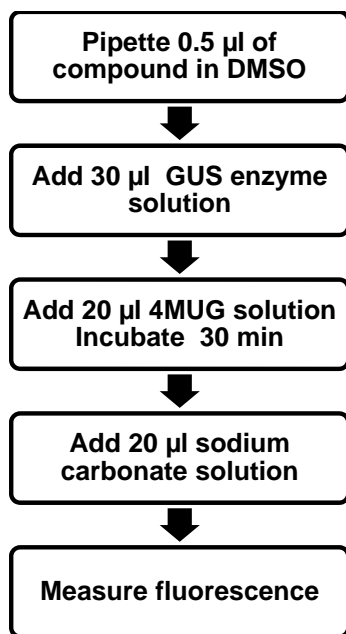 Pipette 0.5 µl of
compound in DMSO
Add 30 µl  GUS enzyme
solution
Add 20 µl 4MUG solution
Incubate  30 min
Add 20 µl sodium
carbonate solution
Measure fluorescence